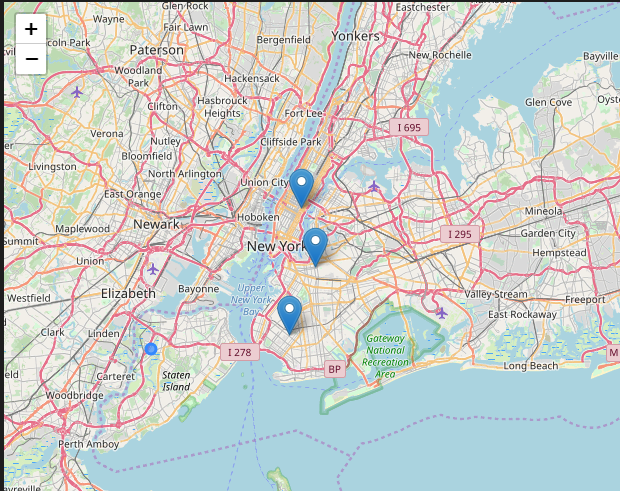 Glen Rock
Eastchester
+
Wayne
Fair Lawn
Bergenfield
Yonkers
coln Park
Paterson
New Rochelle
−
Bayville
Woodland
Park
Hackensack
Clifton
Hasbrouck
Heights
Fort Lee
Glen Cove
Oyste
I 695
Verona
Nutley
Cliffside Park
Bloomfield
Livingston
North Arlington
Union City
East Orange
Hoboken
Mineola
Newark
Maplewood
I 295
Garden City
Summit
New York
Hempstead
Union
Elizabeth
Bayonne
Upper
New York
Bay
Valley Stream
Westfield
Freeport
East Rockaway
Clark
Linden
Gateway
National
Recreation
Area
I 278
M
Long Beach
BP
eld
Carteret
Staten
Island
Woodbridge
Perth Amboy
ayreville